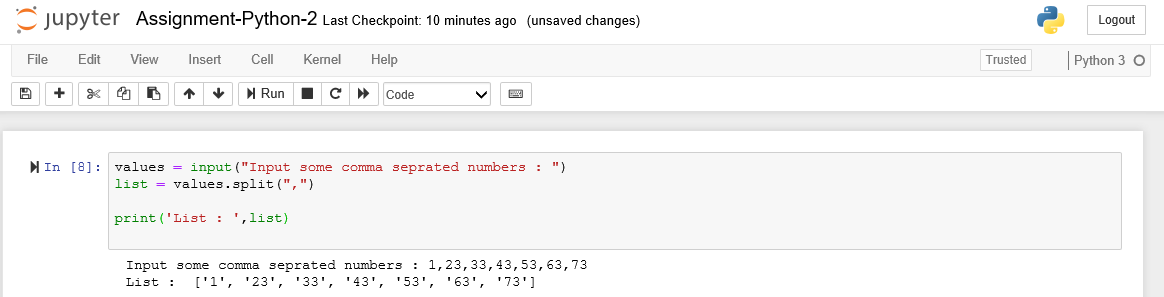 jupyter Assignment-Python-2 Last Checkpoint: 10 minutes ago (unsaved changes) Logout
File Edit View Insert Cell Kernel Help Trusted Python 3
Run Code
In [8]: values = input("Input some comma seprated numbers : ")
list = values.split(",")
print('List : ',list)
Input some comma seprated numbers : 1,23,33,43,53,63,73
List :  ['1', '23', '33', '43', '53', '63', '73']